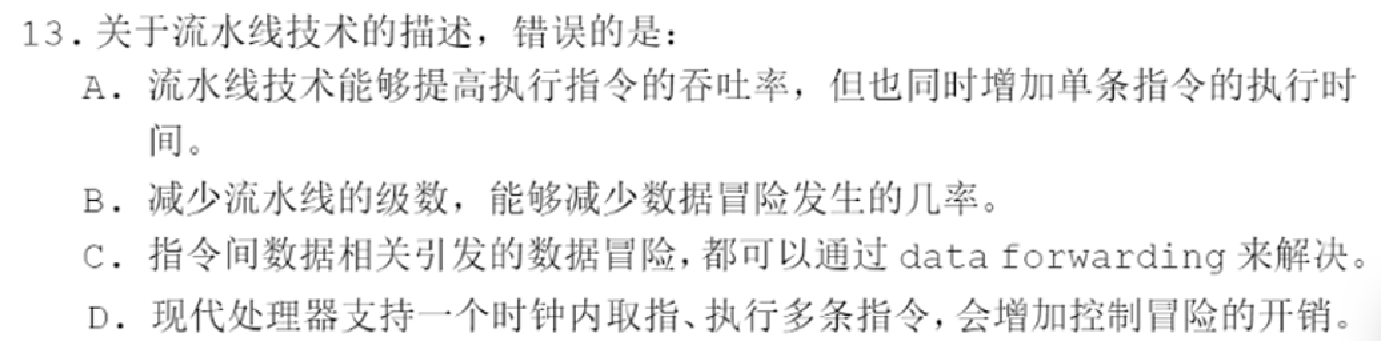 13.关于流水线技术的描述，错误的是：
A. 流水线技术能够提高执行指令的吞吐率，但也同时增加单条指令的执行时
间。
B. 减少流水线的级数，能够减少数据冒险发生的几率。
C. 指令间数据相关引发的数据冒险，都可以通过 data forwarding 来解决。
D. 现代处理器支持一个时钟内取指、执行多条指令，会增加控制冒险的开销。